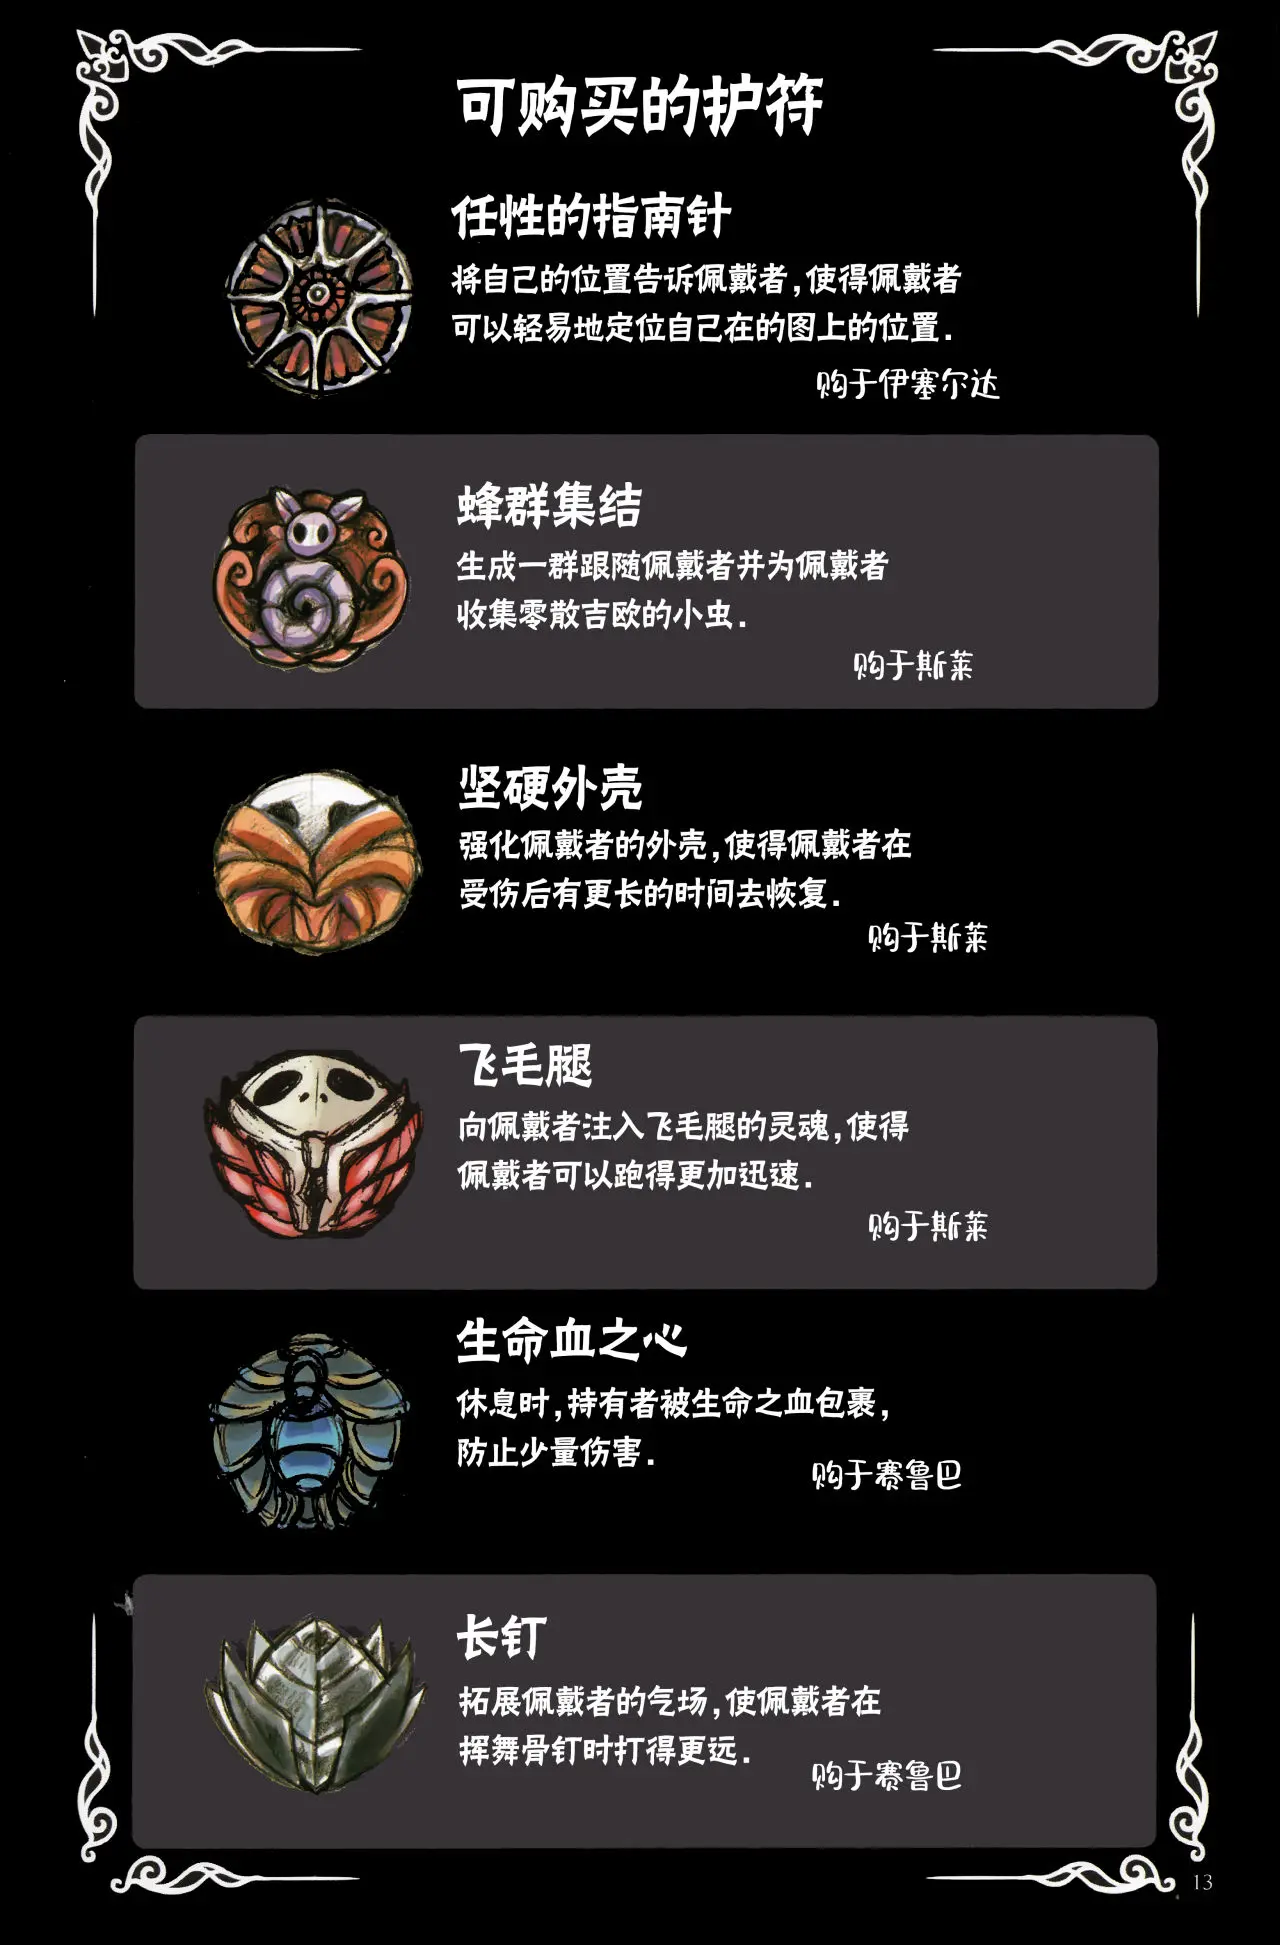 可购买的护符
任性的指南针
将自己的位置告诉佩戴者,使得佩戴者
可以轻易地定位自己在的图上的位置.
购于伊塞尔达
蜂群集结
生成一群跟随佩戴者并为佩戴者
收集零散吉欧的小虫.
购于斯莱
坚硬外壳
强化佩戴者的外壳,使得佩戴者在
受伤后有更长的时间去恢复.
购于斯莱
飞毛腿
向佩戴者注入飞毛腿的灵魂,使得
佩戴者可以跑得更加迅速.
购于斯莱
生命血之心
休息时,持有者被生命之血包裹,
防止少量伤害.
购于赛鲁巴
长钉
拓展佩戴者的气场,使佩戴者在
挥舞骨钉时打得更远.
购于赛鲁巴
13